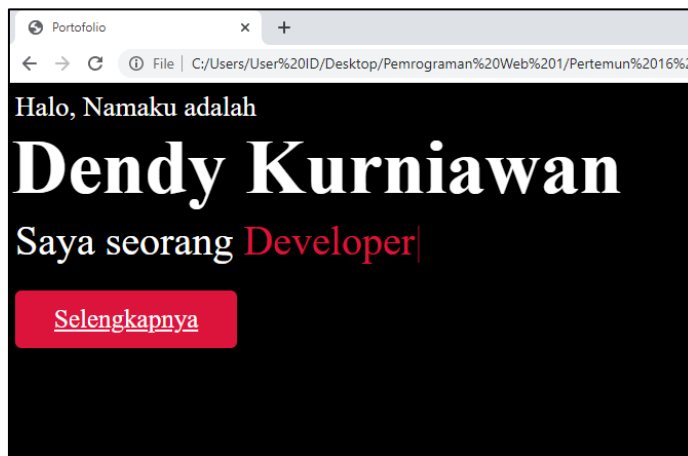 Portofolio
File | C:/Users/User%20ID/Desktop/Pemrograman%20Web%201/Pertemun%2016%
Halo, Namaku adalah
Dendy Kurniawan
Saya seorang Developer|
Selengkapnya